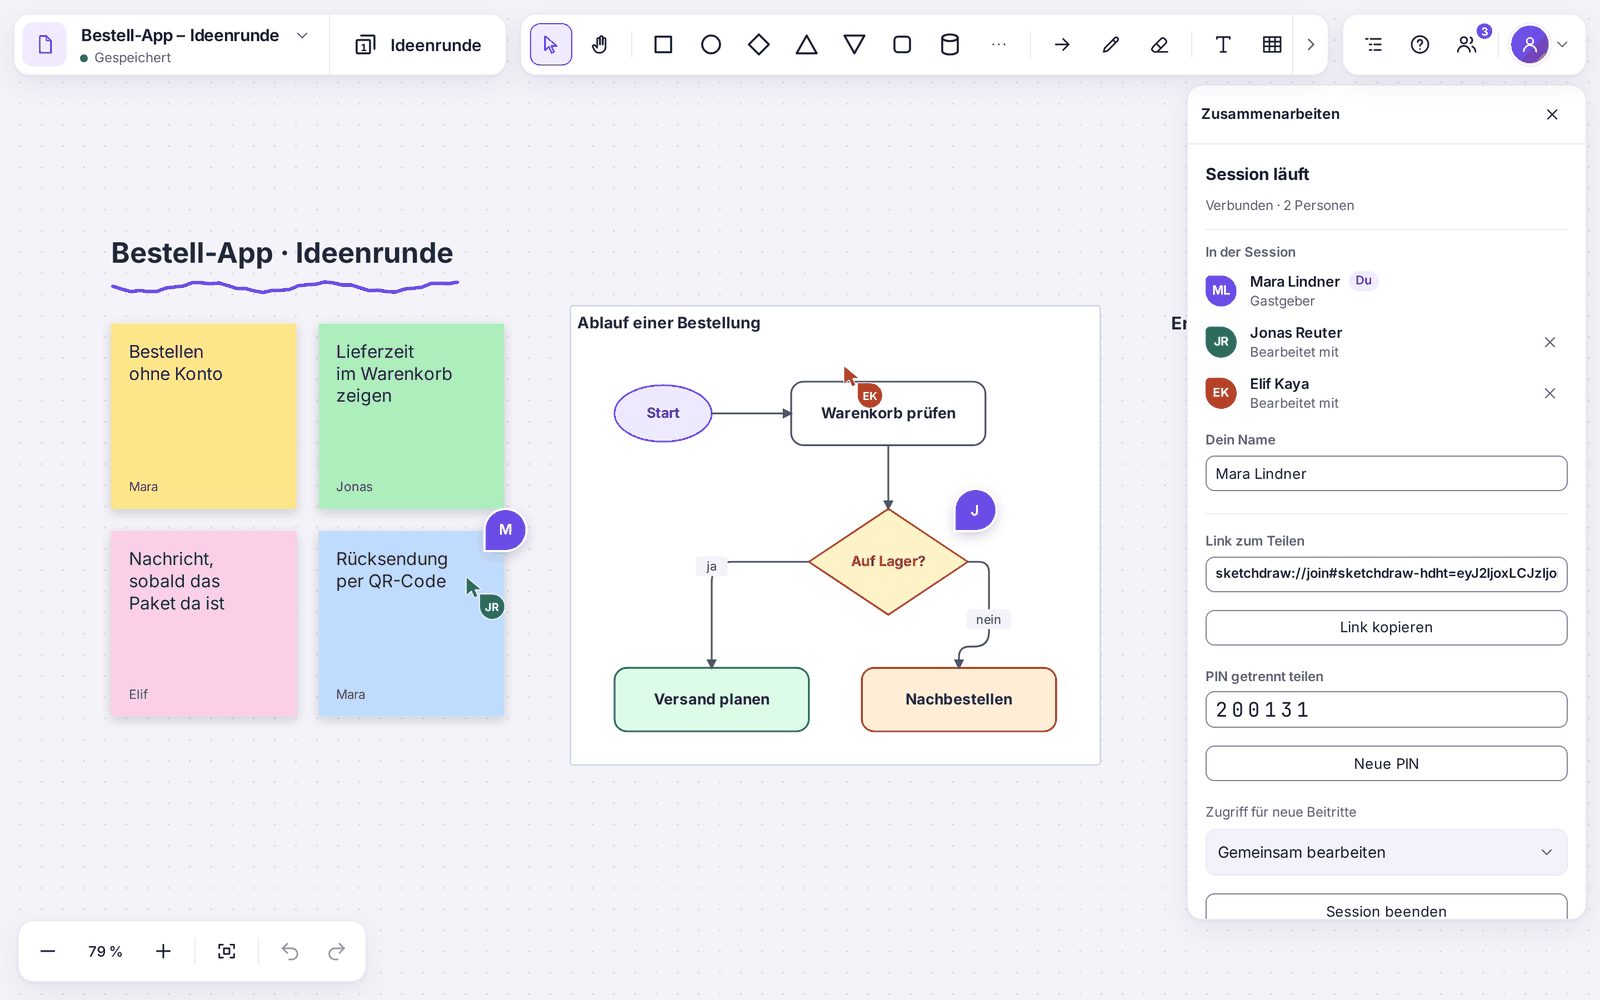 Bestell-App – Ideenrunde
Gespeichert
1
Ideenrunde
3
Zusammenarbeiten
Session läuft
Verbunden · 2 Personen
In der Session
ML
Mara Lindner
Du
Gastgeber
JR
Jonas Reuter
Bearbeitet mit
EK
Elif Kaya
Bearbeitet mit
Dein Name
Mara Lindner
Link zum Teilen
sketchdraw://join#sketchdraw-hdht=eyJ2IjoxLCJzIjo
Link kopieren
PIN getrennt teilen
200131
Neue PIN
Zugriff für neue Beitritte
Gemeinsam bearbeiten
Session beenden
Bestell-App · Ideenrunde
Bestellen
ohne Konto
Mara
Lieferzeit
im Warenkorb
zeigen
Jonas
Nachricht,
sobald das
Paket da ist
Elif
Rücksendung
per QR-Code
Mara
M
JR
Ablauf einer Bestellung
Start
EK
Warenkorb prüfen
J
Auf Lager?
ja
nein
Versand planen
Nachbestellen
79 %